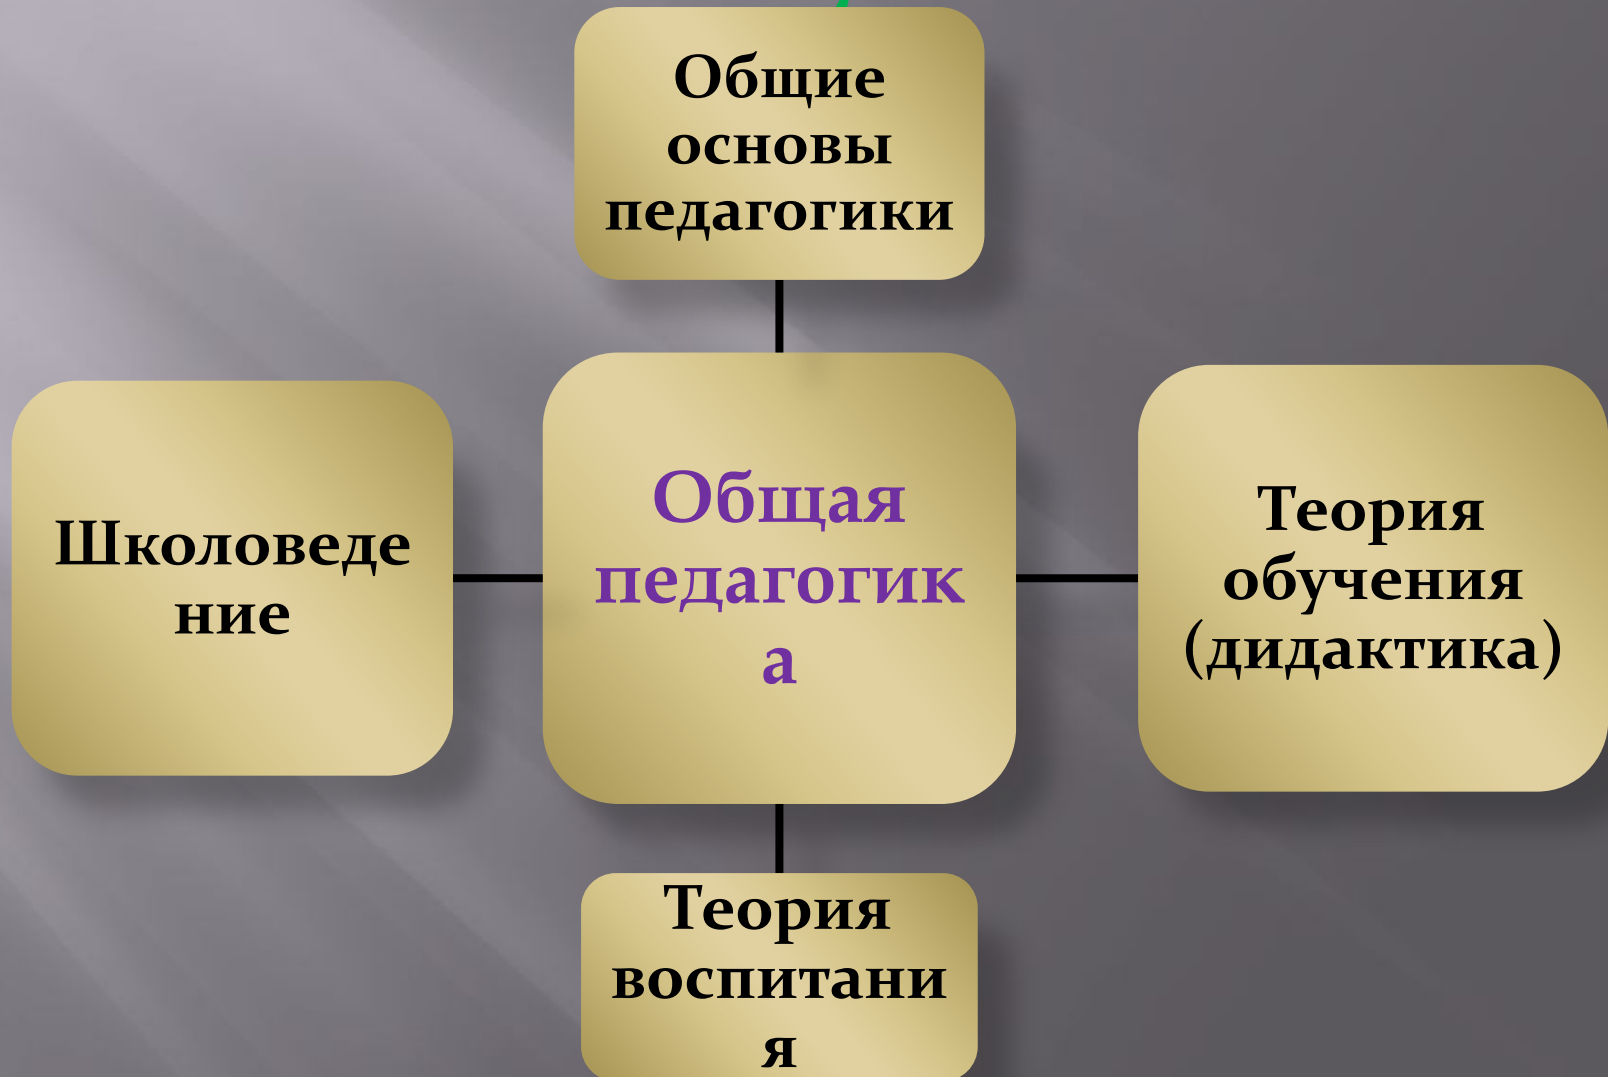 Общие
основы
педагогики
Школоведе
ние
Общая
педагогик
а
Теория
обучения
(дидактика)
Теория
воспитани
я